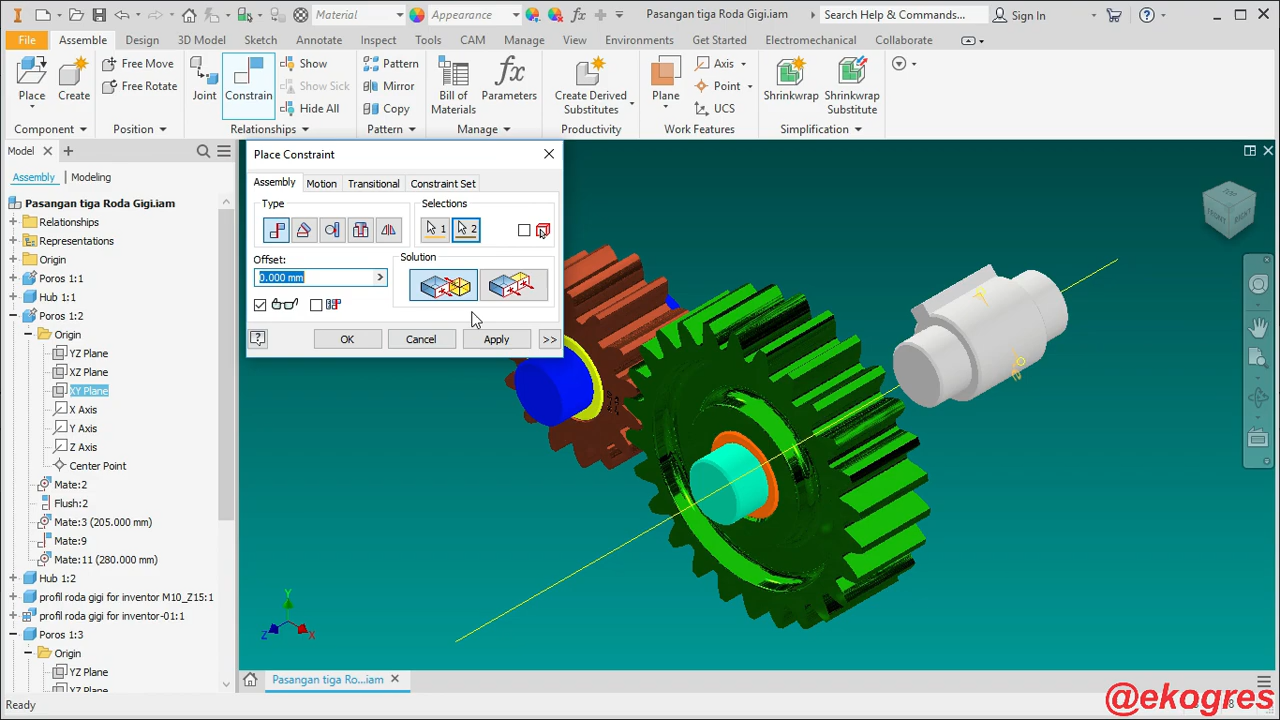 Material
Appearance
Pasangan tiga Roda Gigi.iam
Search Help & Commands...
Sign In
File
Assemble
Design
3D Model
Sketch
Annotate
Inspect
Tools
CAM
Manage
View
Environments
Get Started
Electromechanical
Collaborate
Place
Create
Free Move
Free Rotate
Joint
Constrain
Show
Show Sick
Hide All
Pattern
Mirror
Copy
Bill of
Materials
Parameters
Create Derived
Substitutes
Plane
Axis
Point
UCS
Shrinkwrap
Shrinkwrap
Substitute
Component
Position
Relationships
Pattern
Manage
Productivity
Work Features
Simplification
Model
Assembly
Modeling
Pasangan tiga Roda Gigi.iam
Relationships
Representations
Origin
Poros 1:1
Hub 1:1
Poros 1:2
Origin
YZ Plane
XZ Plane
XY Plane
X Axis
Y Axis
Z Axis
Center Point
Mate:2
Flush:2
Mate:3 (205.000 mm)
Mate:9
Mate:11 (280.000 mm)
Hub 1:2
profil roda gigi for inventor M10_Z15:1
profil roda gigi for inventor-01:1
Poros 1:3
Origin
YZ Plane
Place Constraint
Assembly
Motion
Transitional
Constraint Set
Type
Selections
1
2
Offset:
0.000 mm
Solution
OK
Cancel
Apply
>>
TOP
FRONT
RIGHT
Y
Z
X
Pasangan tiga Ro...iam
Ready
@ekogres